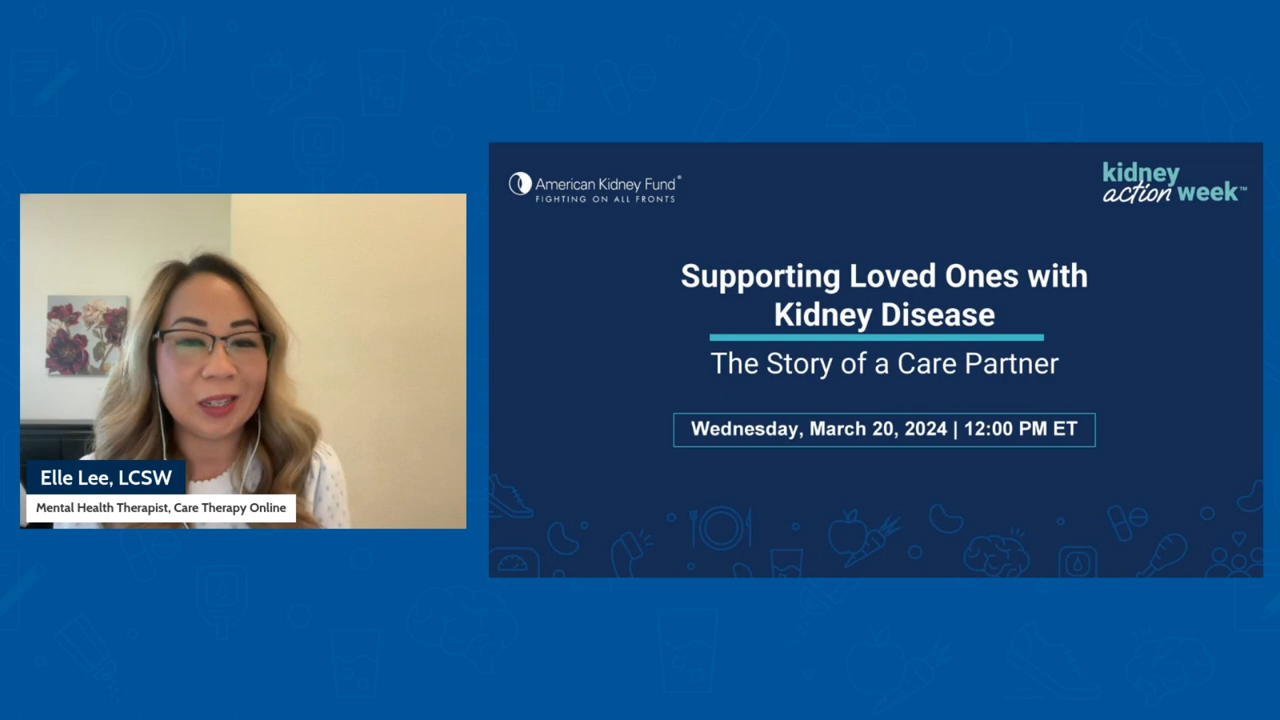 Elle Lee, LCSW
Mental Health Therapist, Care Therapy Online
American Kidney Fund®
FIGHTING ON ALL FRONTS
kidney
action week™
Supporting Loved Ones with
Kidney Disease
The Story of a Care Partner
Wednesday, March 20, 2024 | 12:00 PM ET